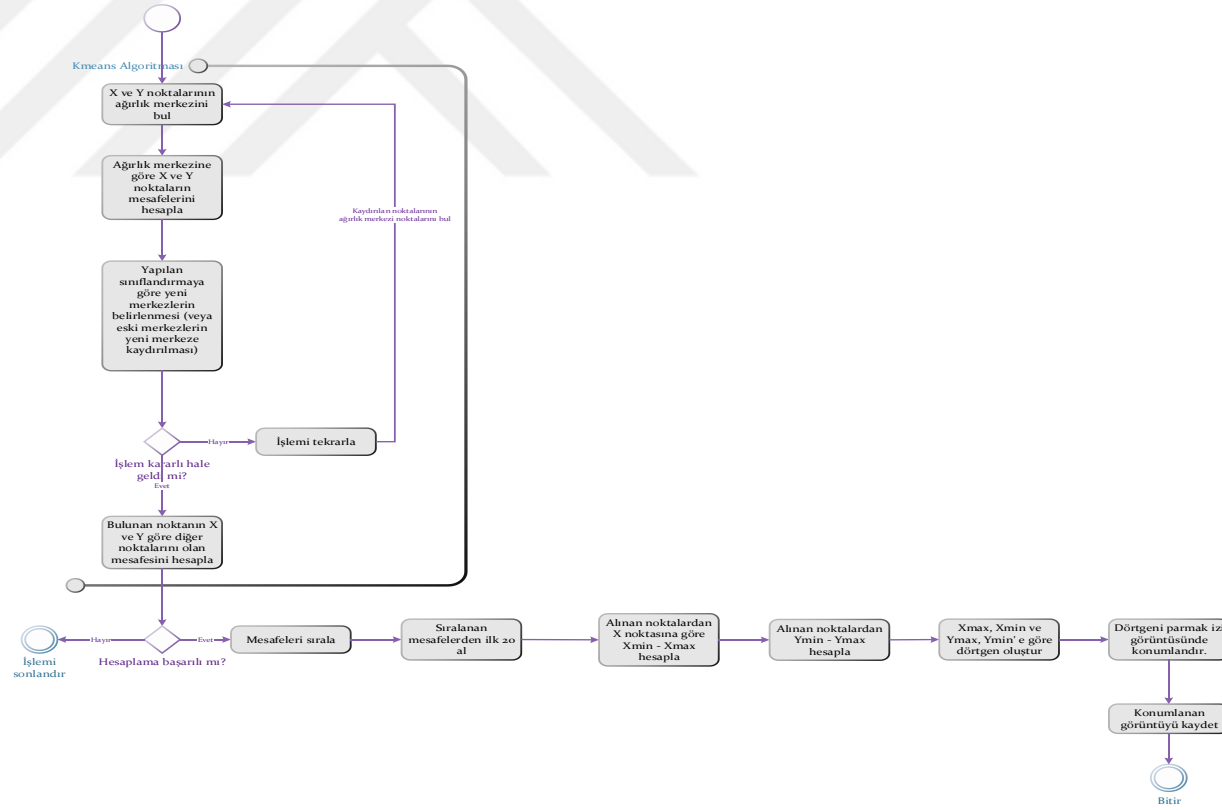 Kmeans Algoritması
X ve Y noktalarının
ağırlık merkezini
bul
Ağırlık merkezine
göre X ve Y
noktaların
mesafelerini
hesapla
Kaydırılan noktalarının
ağırlık merkezi noktalarını bul
Yapılan
sınıflandırmaya
göre yeni
merkezlerin
belirlenmesi (veya
eski merkezlerin
yeni merkeze
kaydırılması)
Hayır
İşlemi tekrarla
İşlem kararlı hale
geldi mi?
Evet
Bulunan noktanın X
ve Y göre diğer
noktalarını olan
mesafesini hesapla
Hayır
İşlemi
sonlandır
Hesaplama başarılı mı?
Evet
Mesafeleri sırala
Sıralanan
mesafelerden ilk 20
al
Alınan noktalardan
X noktasına göre
Xmin - Xmax
hesapla
Alınan noktalardan
Ymin - Ymax
hesapla
Xmax, Xmin ve
Ymax, Ymin' e göre
dörtgen oluştur
Dörtgeni parmak izi
görüntüsünde
konumlandır.
Konumlanan
görüntüyü kaydet
Bitir